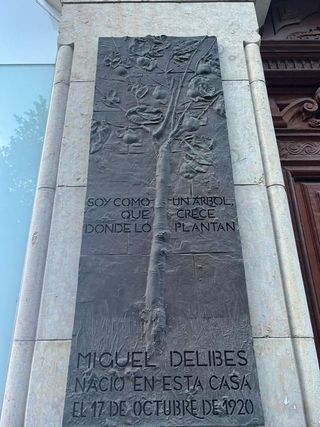 SOY COMO UN ÁRBOL,
QUE CRECE
DONDE LO PLANTAN
MIGUEL DELIBES
NACIÓ EN ESTA CASA
EL 17 DE OCTUBRE DE 1920